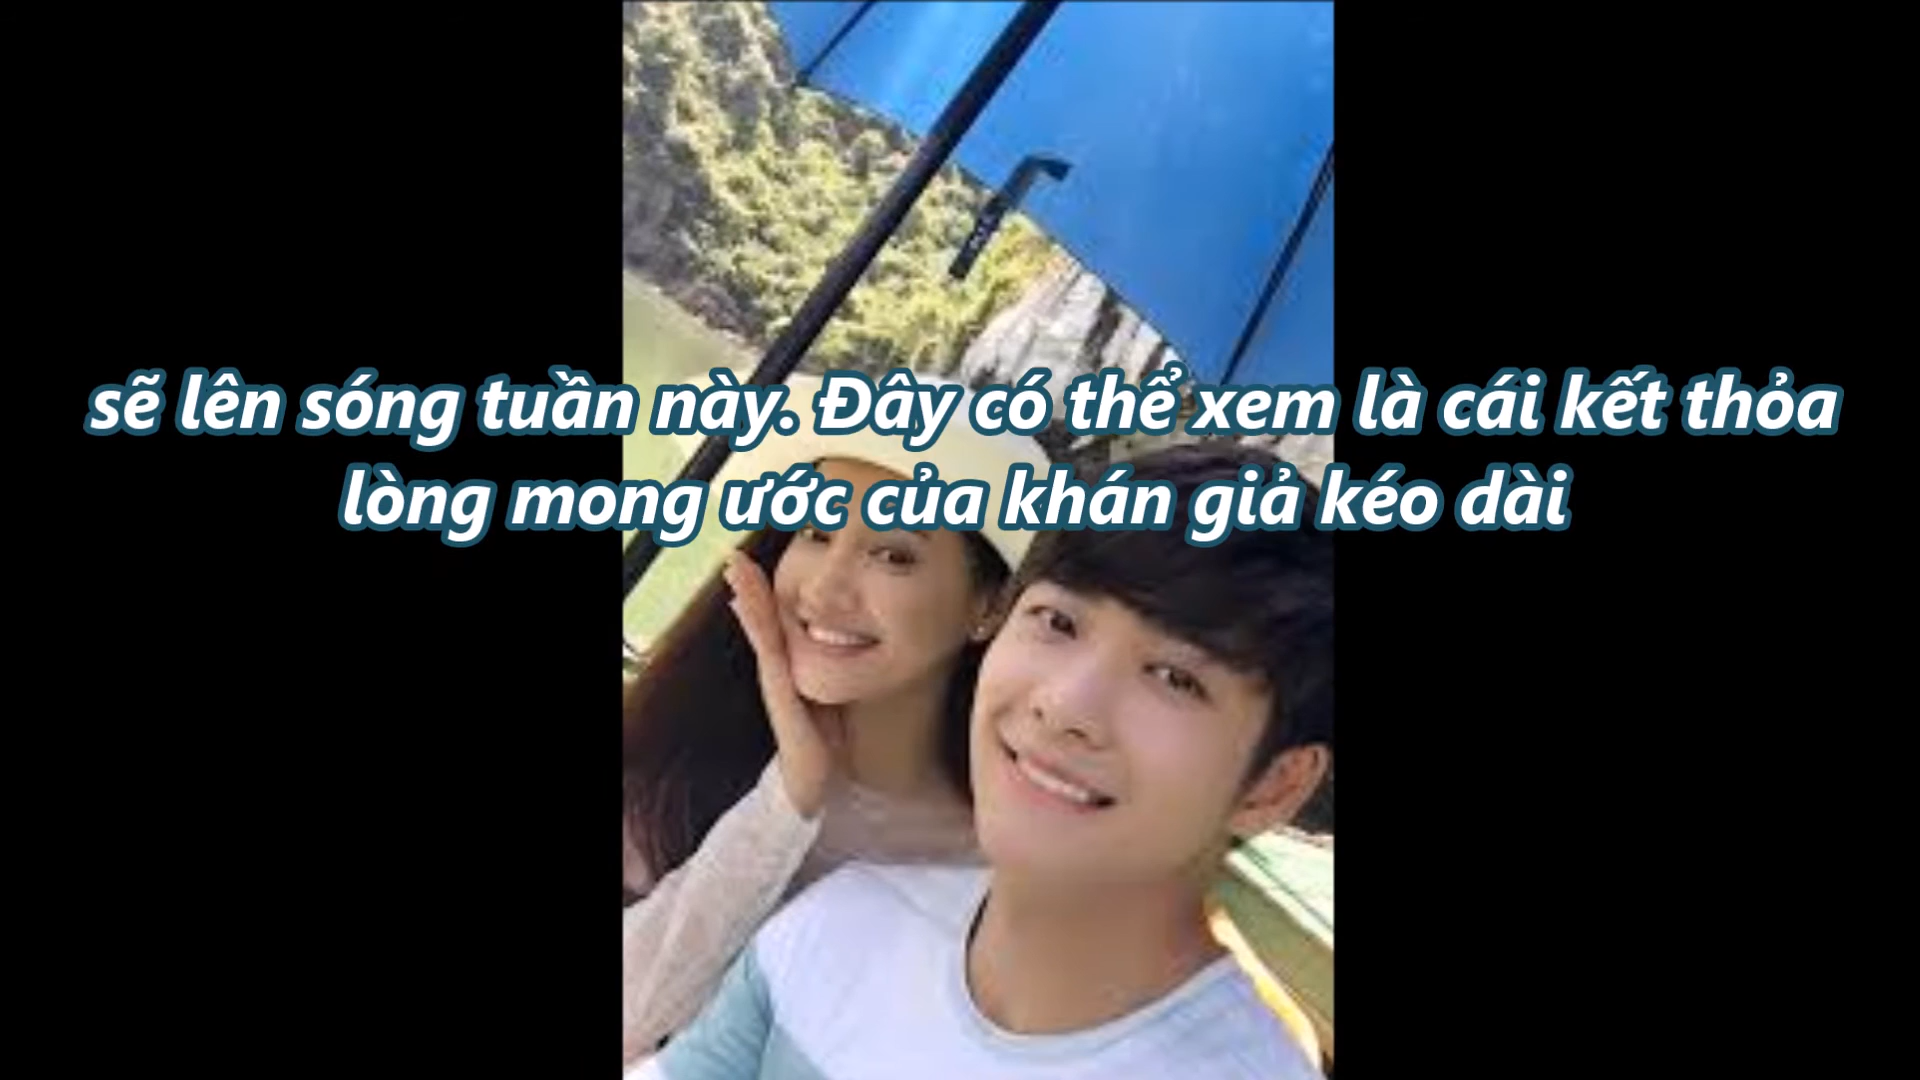 sẽ lên sóng tuần này. Đây có thể xem là cái kết thỏa
lòng mong ước của khán giả kéo dài